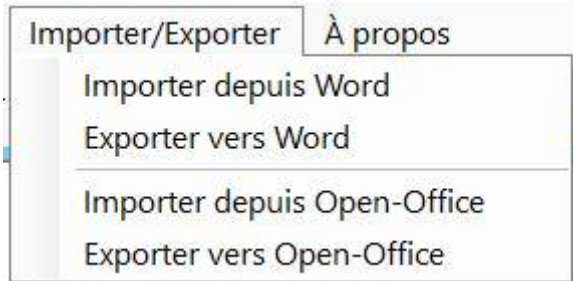 Importer/Exporter À propos
Importer depuis Word
Exporter vers Word
Importer depuis Open-Office
Exporter vers Open-Office